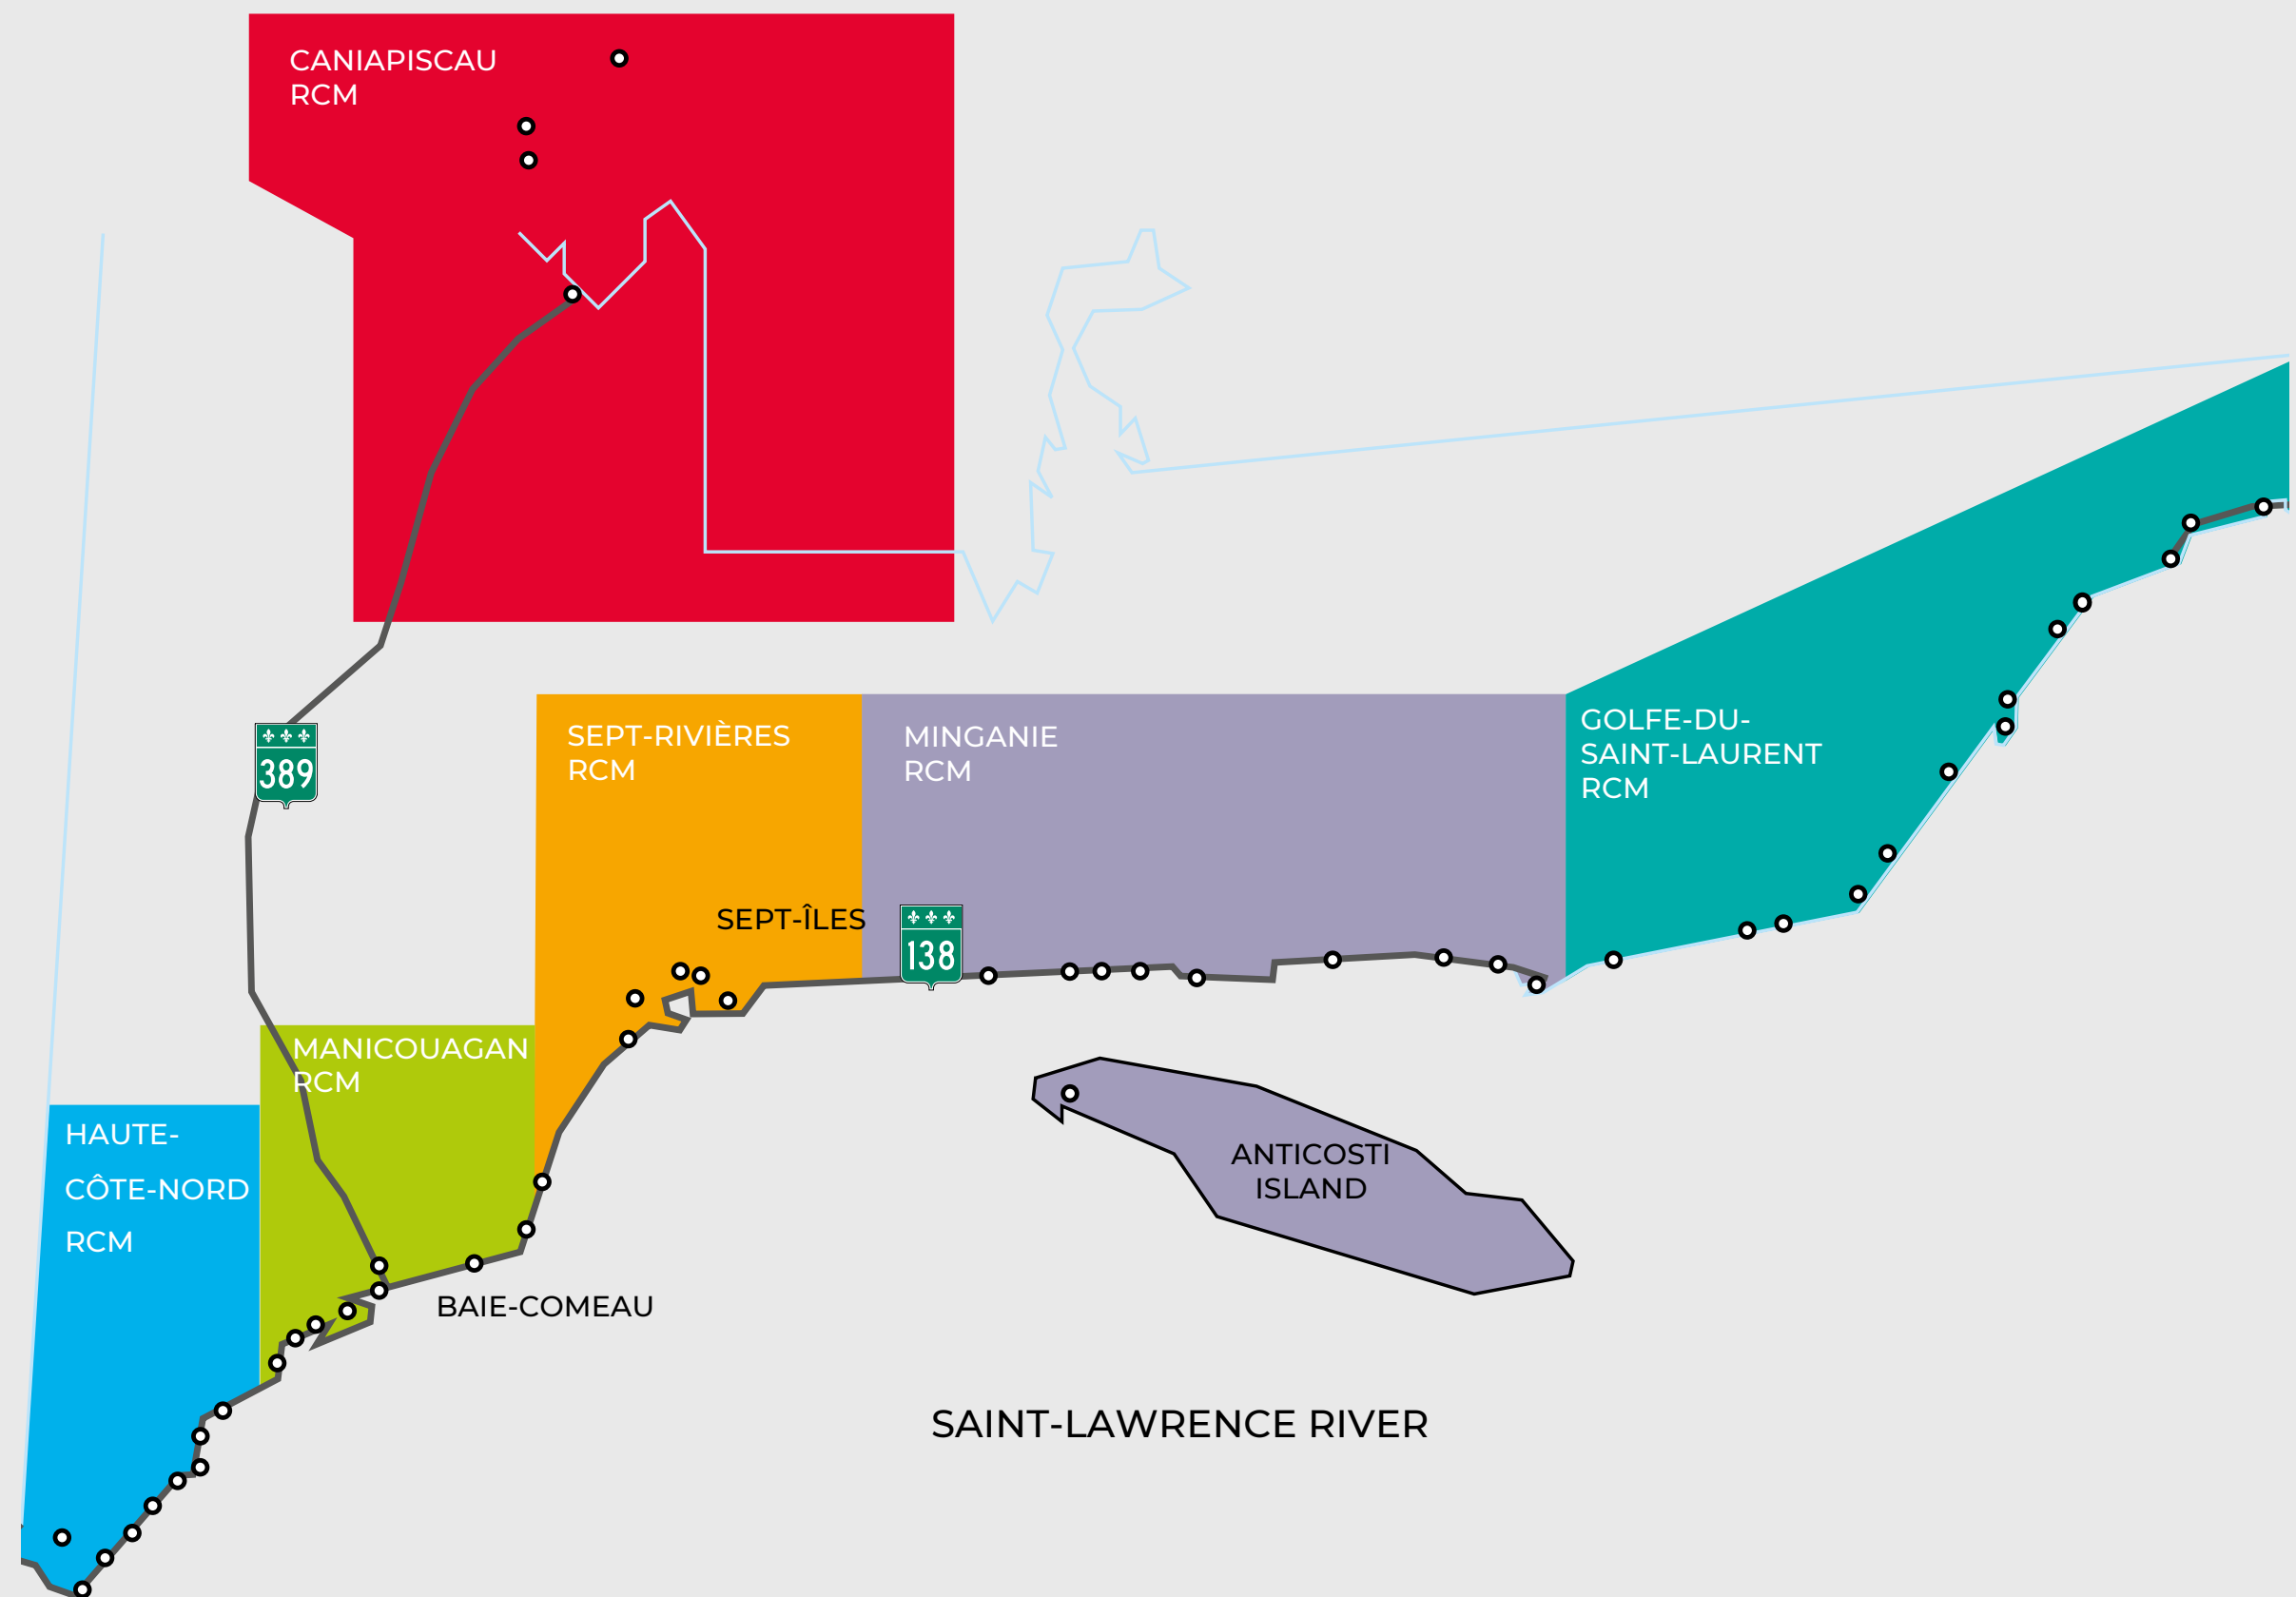 CANIAPISCAU
RCM
389
SEPT-RIVIÈRES
RCM
MINGANIE
RCM
GOLFE-DU-
SAINT-LAURENT
RCM
SEPT-ÎLES
138
MANICOUAGAN
RCM
HAUTE-
CÔTE-NORD
RCM
ANTICOSTI
ISLAND
BAIE-COMEAU
SAINT-LAWRENCE RIVER